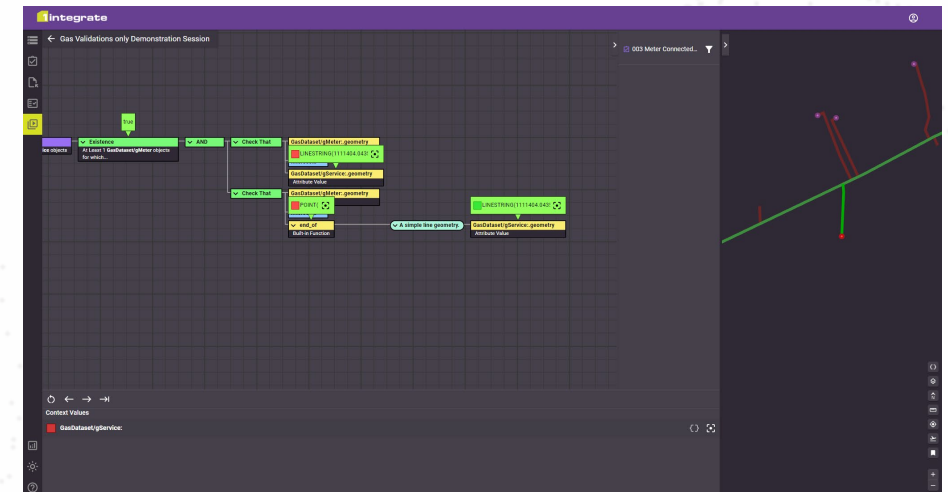 1integrate
Gas Validations only Demonstration Session
003 Meter Connected...
true
ice objects
Existence
At Least 1 GasDataset/gMeter objects
for which...
AND
Check That
GasDataset/gMeter:.geometry
LINESTRING(1111404.043
GasDataset/gService:.geometry
Attribute Value
Check That
GasDataset/gMeter:.geometry
POINT(
LINESTRING(1111404.043
end_of
Built-in Function
A simple line geometry.
GasDataset/gService:.geometry
Attribute Value
Context Values
GasDataset/gService: